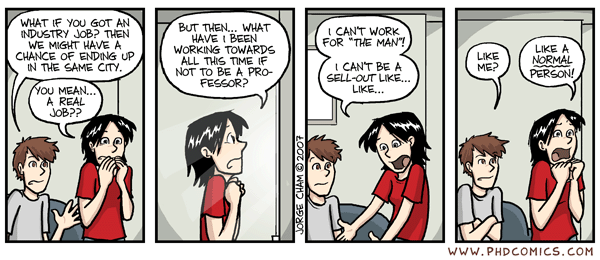 WHAT IF YOU GOT AN
INDUSTRY JOB? THEN
WE MIGHT HAVE A
CHANCE OF ENDING UP
IN THE SAME CITY.
YOU MEAN...
A REAL
JOB??
BUT THEN... WHAT
HAVE I BEEN
WORKING TOWARDS
ALL THIS TIME IF
NOT TO BE A PRO-
FESSOR?
JORGE CHAM © 2007
I CAN'T WORK
FOR "THE MAN"!
I CAN'T BE A
SELL-OUT LIKE...
LIKE...
LIKE
ME?
LIKE A
NORMAL
PERSON!
WWW.PHDCOMICS.COM